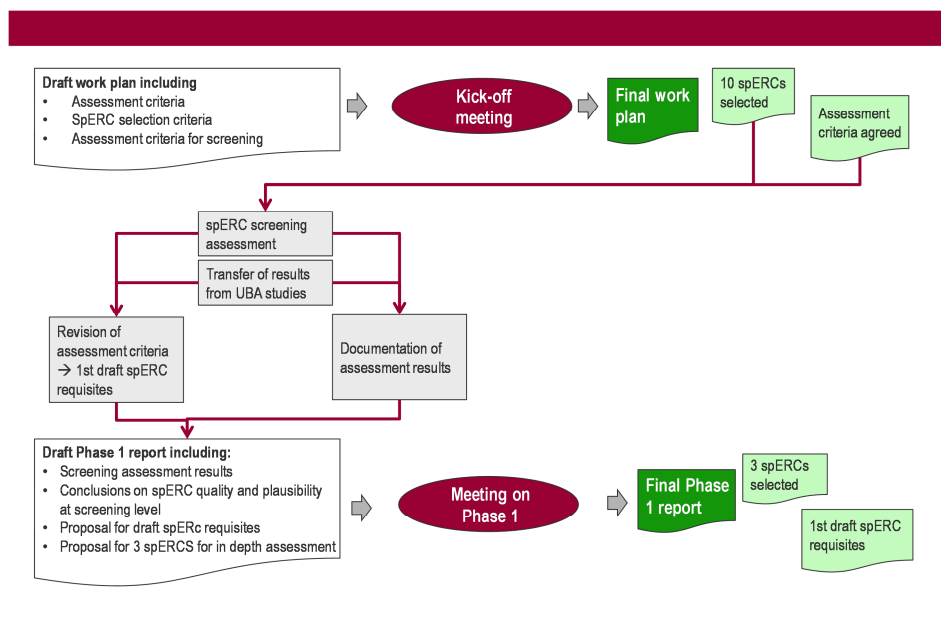 Draft work plan including
• Assessment criteria
• SpERC selection criteria
• Assessment criteria for screening
Kick-off
meeting
Final work
plan
10 spERCs
selected
Assessment
criteria agreed
spERC screening
assessment
Transfer of results
from UBA studies
Revision of
assessment criteria
→ 1st draft spERC
requisites
Documentation of
assessment results
Draft Phase 1 report including:
• Screening assessment results
• Conclusions on spERC quality and plausibility
at screening level
• Proposal for draft spERc requisites
• Proposal for 3 spERCS for in depth assessment
Meeting on
Phase 1
Final Phase
1 report
3 spERCs
selected
1st draft spERC
requisites